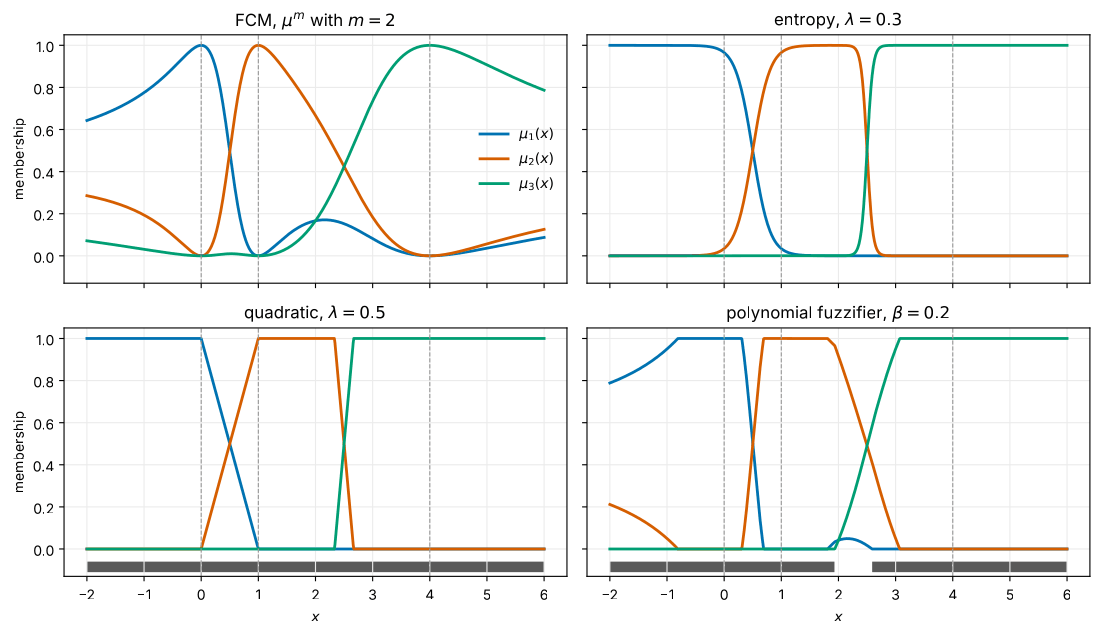 FCM, μ^m with m = 2
entropy, λ = 0.3
1.0
0.8
0.6
0.4
0.2
0.0
membership
μ₁(x)
μ₂(x)
μ₃(x)
quadratic, λ = 0.5
polynomial fuzzifier, β = 0.2
1.0
0.8
0.6
0.4
0.2
0.0
membership
−2 −1 0 1 2 3 4 5 6
x
−2 −1 0 1 2 3 4 5 6
x